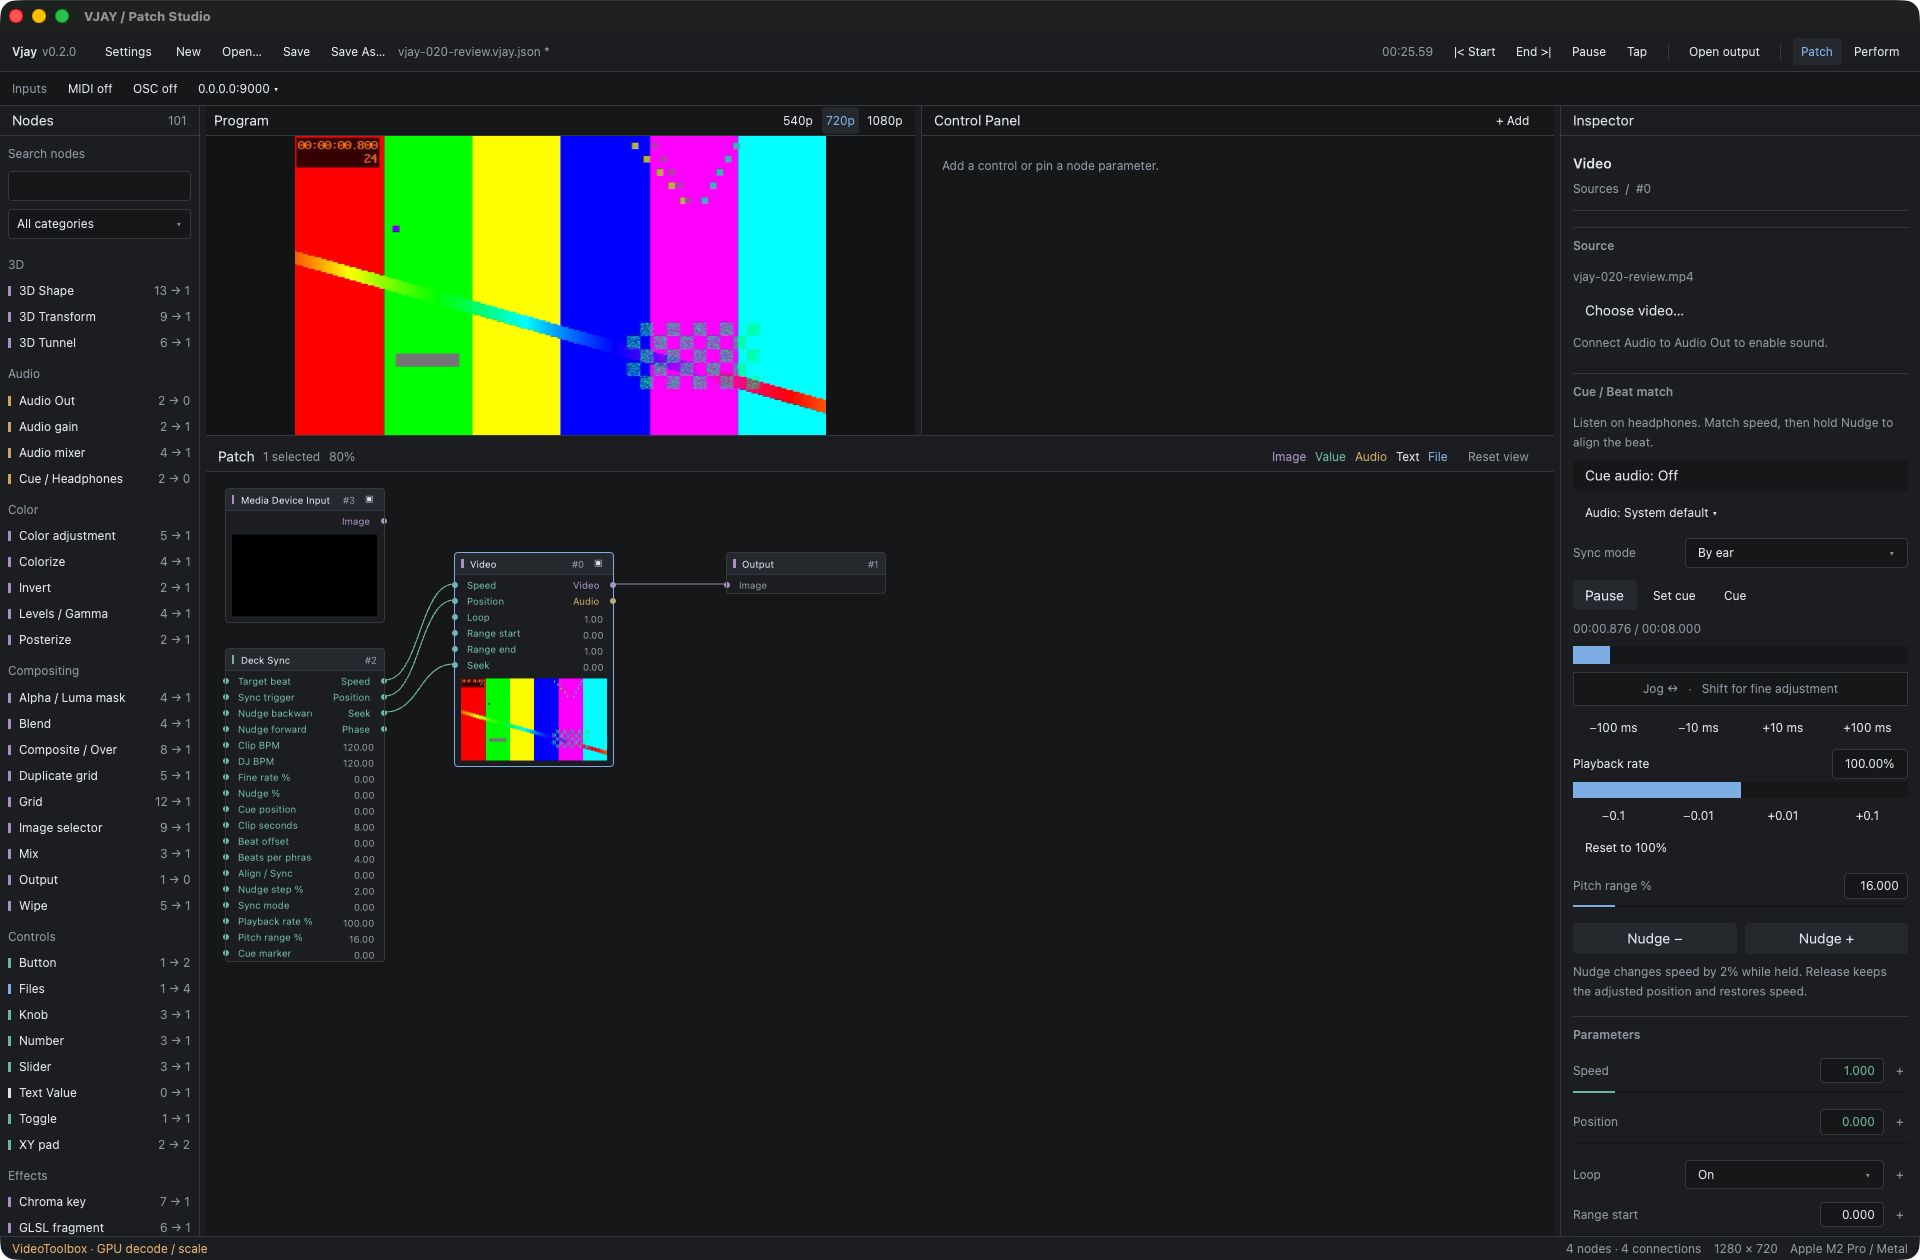 VJAY / Patch Studio
Vjay v0.2.0 Settings New Open... Save Save As... vjay-020-review.vjay.json * 00:25.59 |< Start End >| Pause Tap Open output Patch Perform
Inputs MIDI off OSC off 0.0.0.0:9000
Nodes 101
Search nodes
All categories
3D
3D Shape 13 → 1
3D Transform 9 → 1
3D Tunnel 6 → 1
Audio
Audio Out 2 → 0
Audio gain 2 → 1
Audio mixer 4 → 1
Cue / Headphones 2 → 0
Color
Color adjustment 5 → 1
Colorize 4 → 1
Invert 2 → 1
Levels / Gamma 4 → 1
Posterize 2 → 1
Compositing
Alpha / Luma mask 4 → 1
Blend 4 → 1
Composite / Over 8 → 1
Duplicate grid 5 → 1
Grid 12 → 1
Image selector 9 → 1
Mix 3 → 1
Output 1 → 0
Wipe 5 → 1
Controls
Button 1 → 2
Files 1 → 4
Knob 3 → 1
Number 3 → 1
Slider 3 → 1
Text Value 0 → 1
Toggle 1 → 1
XY pad 2 → 2
Effects
Chroma key 7 → 1
GLSL fragment 6 → 1
Program 540p 720p 1080p
00:00:00.800
24
Control Panel + Add
Add a control or pin a node parameter.
Patch 1 selected 80% Image Value Audio Text File Reset view
Media Device Input #3
Image
Deck Sync #2
Target beat Speed
Sync trigger Position
Nudge backwar Seek
Nudge forward Phase
Clip BPM 120.00
DJ BPM 120.00
Fine rate % 0.00
Nudge % 0.00
Cue position 0.00
Clip seconds 8.00
Beat offset 0.00
Beats per phras 4.00
Align / Sync 0.00
Nudge step % 2.00
Sync mode 0.00
Playback rate % 100.00
Pitch range % 16.00
Cue marker 0.00
Video #0
Speed Video
Position Audio
Loop 1.00
Range start 0.00
Range end 1.00
Seek 0.00
Output #1
Image
Inspector
Video
Sources / #0
Source
vjay-020-review.mp4
Choose video...
Connect Audio to Audio Out to enable sound.
Cue / Beat match
Listen on headphones. Match speed, then hold Nudge to
align the beat.
Cue audio: Off
Audio: System default
Sync mode By ear
Pause Set cue Cue
00:00.876 / 00:08.000
Jog ↔ · Shift for fine adjustment
−100 ms −10 ms +10 ms +100 ms
Playback rate 100.00%
−0.1 −0.01 +0.01 +0.1
Reset to 100%
Pitch range % 16.000
Nudge − Nudge +
Nudge changes speed by 2% while held. Release keeps
the adjusted position and restores speed.
Parameters
Speed 1.000 +
Position 0.000 +
Loop On +
Range start 0.000 +
VideoToolbox · GPU decode / scale 4 nodes · 4 connections 1280 × 720 Apple M2 Pro / Metal